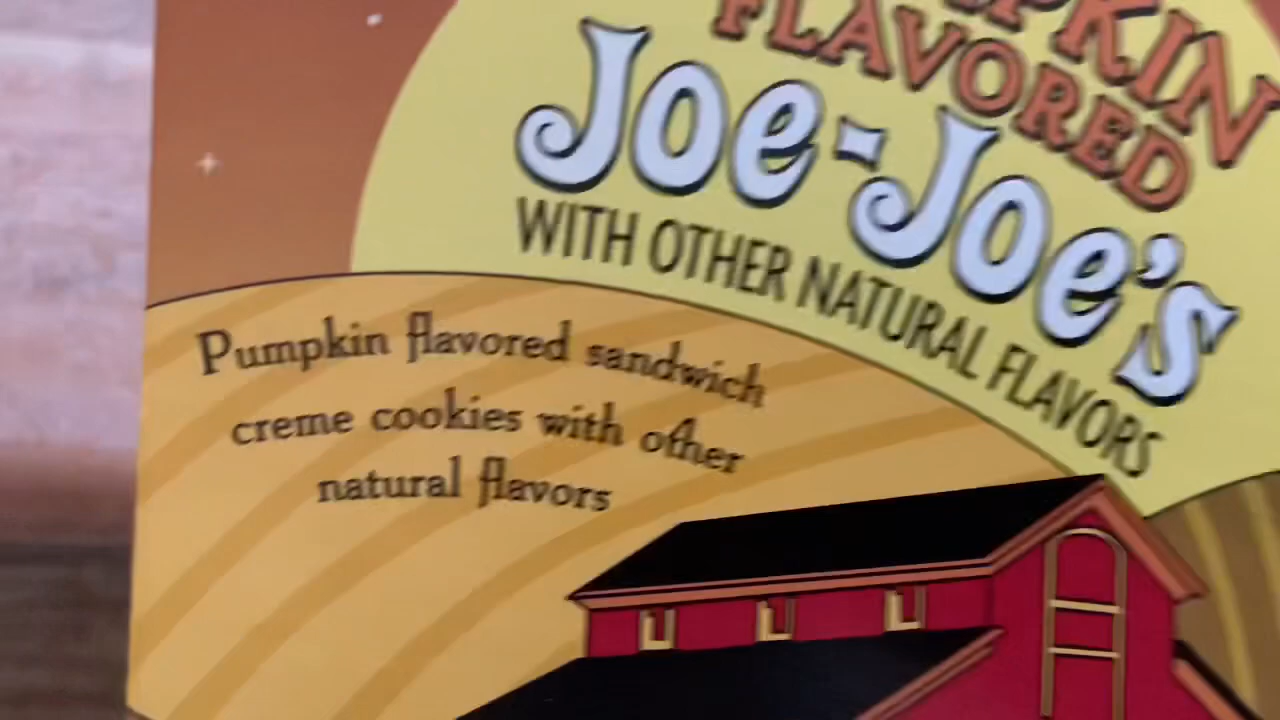 FLAVORED
Joe-Joe's
WITH OTHER NATURAL FLAVORS
Pumpkin flavored sandwich
creme cookies with other
natural flavors